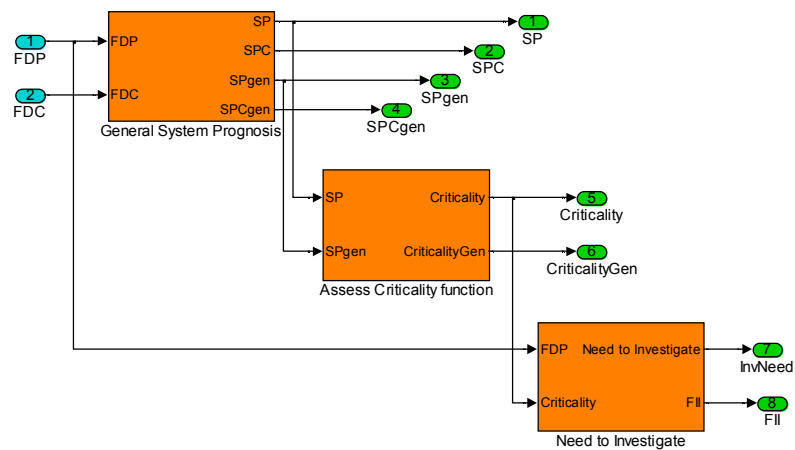 1
FDP
2
FDC
FDP
FDC
SP
SPC
SPgen
SPCgen
General System Prognosis
1
SP
2
SPC
3
SPgen
4
SPCgen
SP
SPgen
Criticality
CriticalityGen
Assess Criticality function
5
Criticality
6
CriticalityGen
FDP
Criticality
Need to Investigate
FII
Need to Investigate
7
InvNeed
8
FII